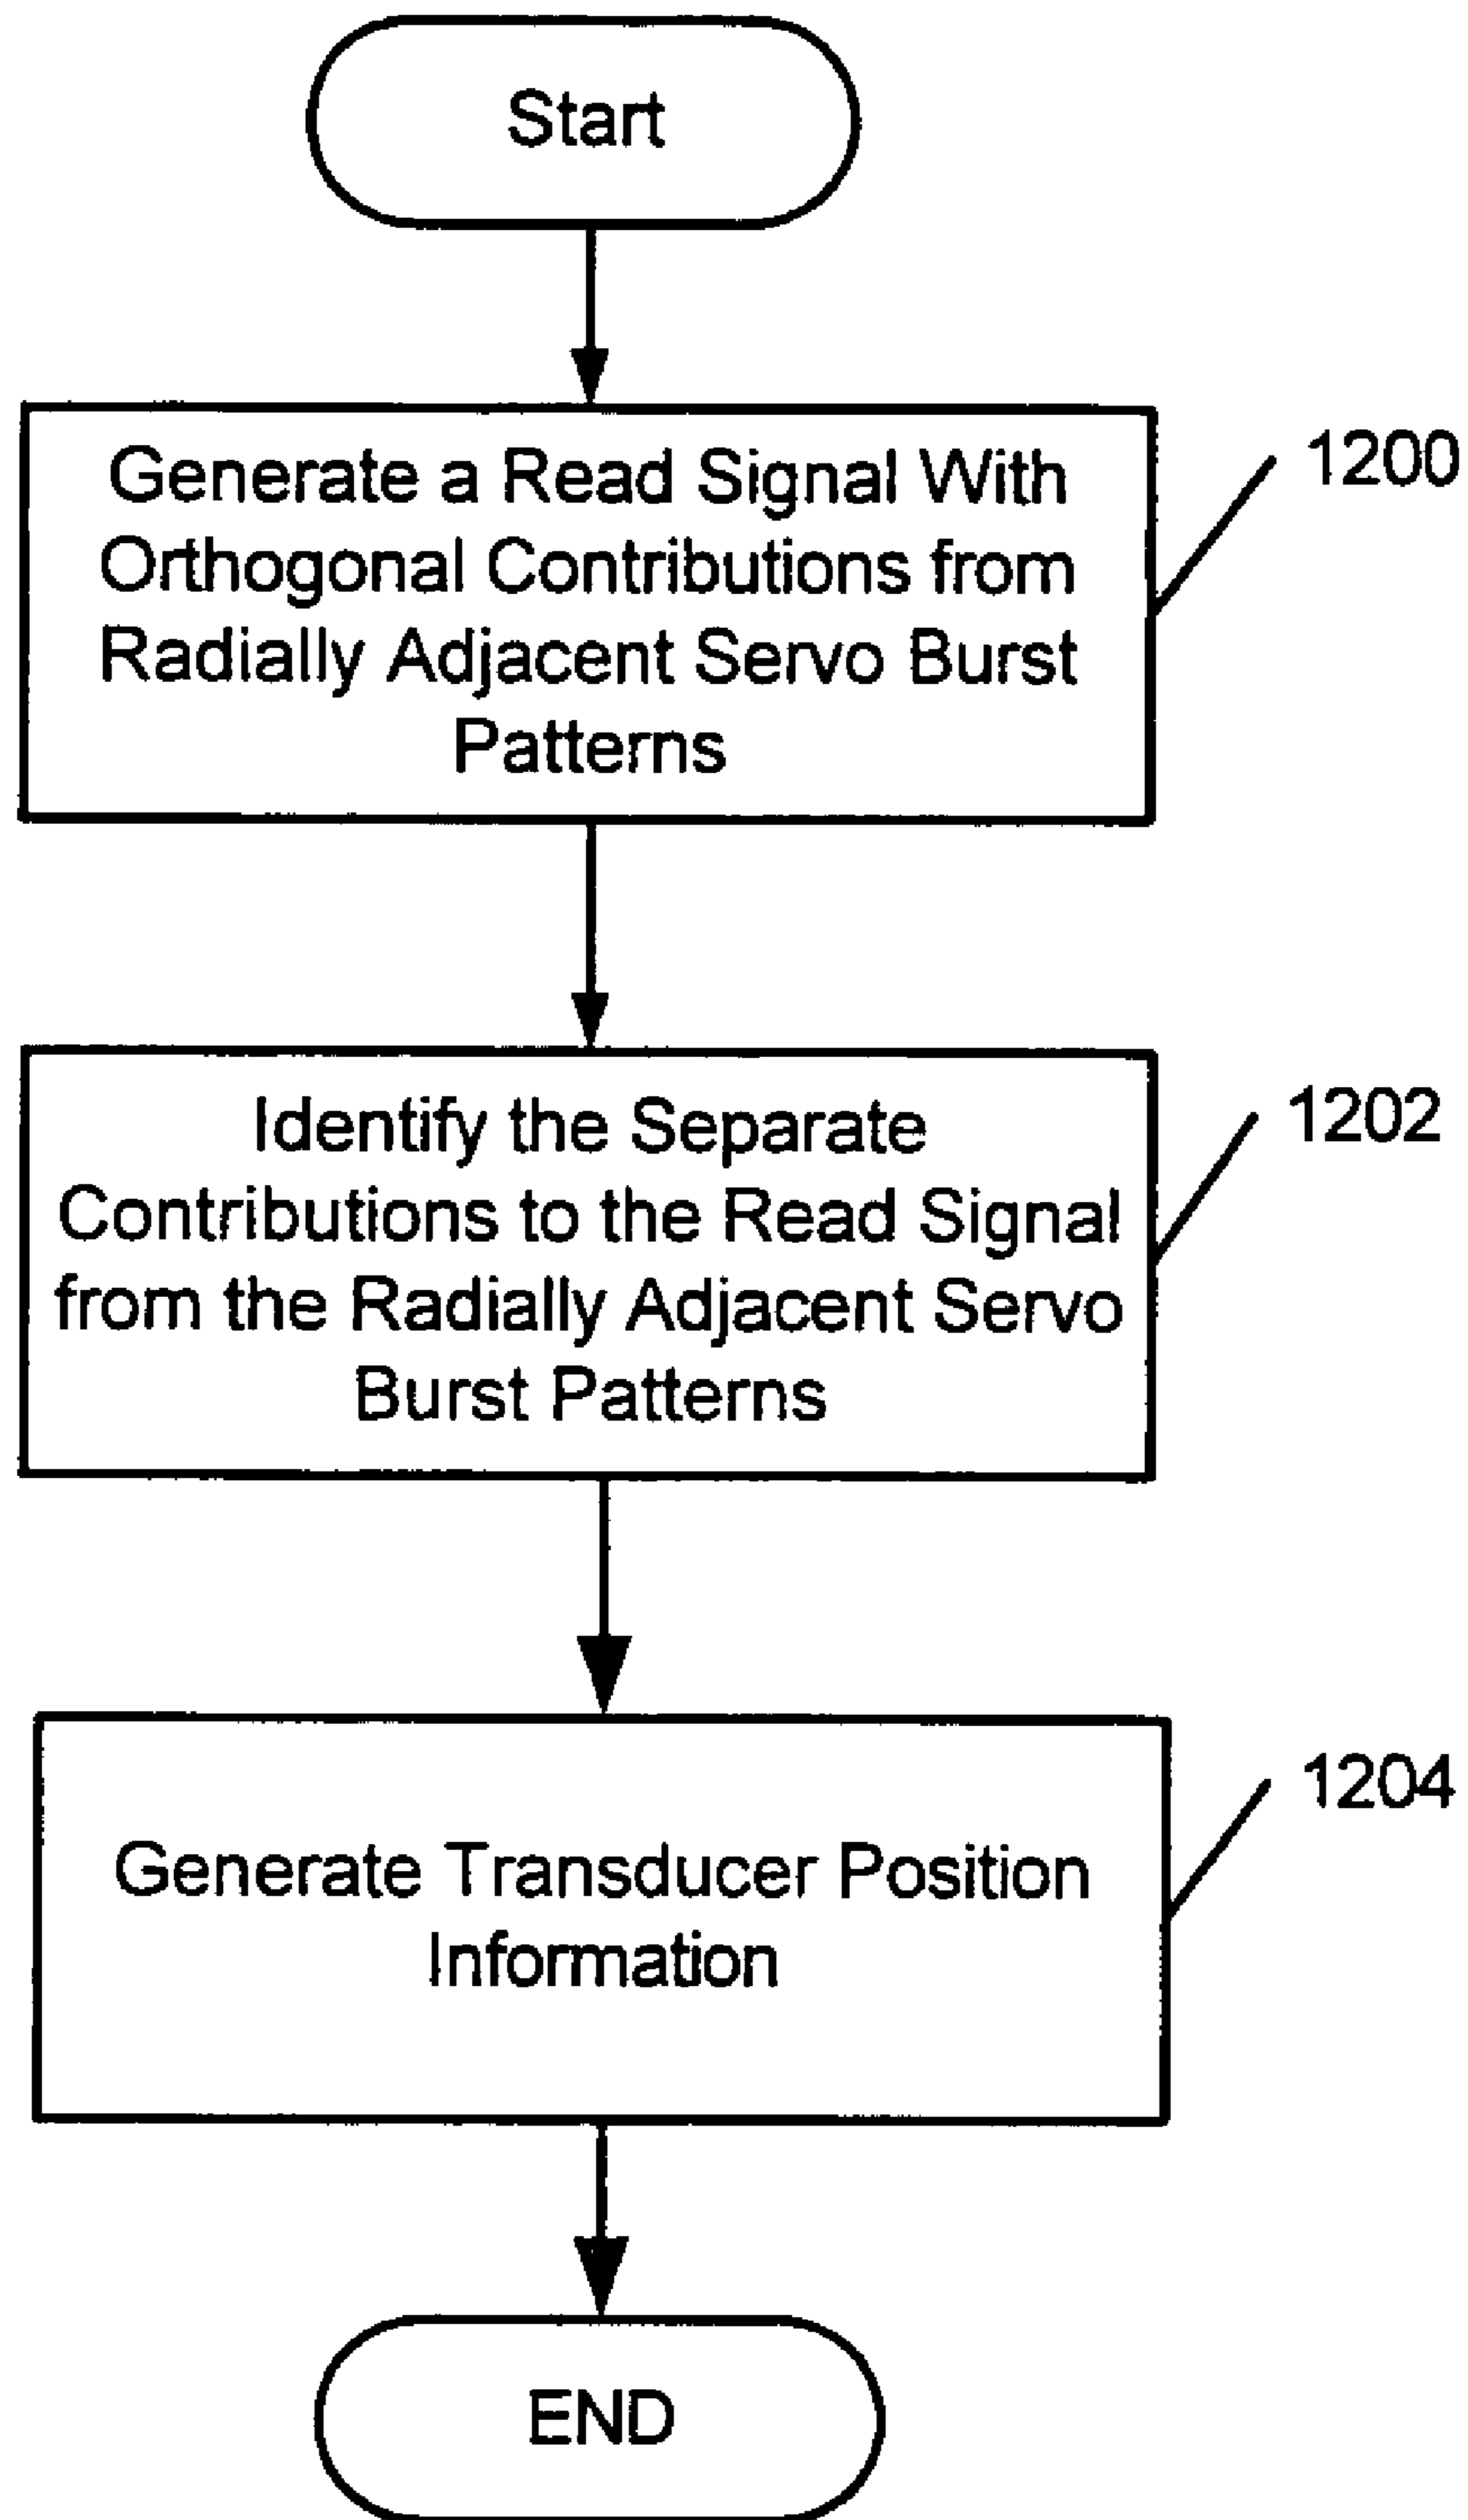 Start
Generate a Read Signal With
Orthogonal Contributions from
Radially Adjacent Servo Burst
Patterns
1200
Identify the Separate
Contributions to the Read Signal
from the Radially Adjacent Servo
Burst Patterns
1202
Generate Transducer Position
Information
1204
END